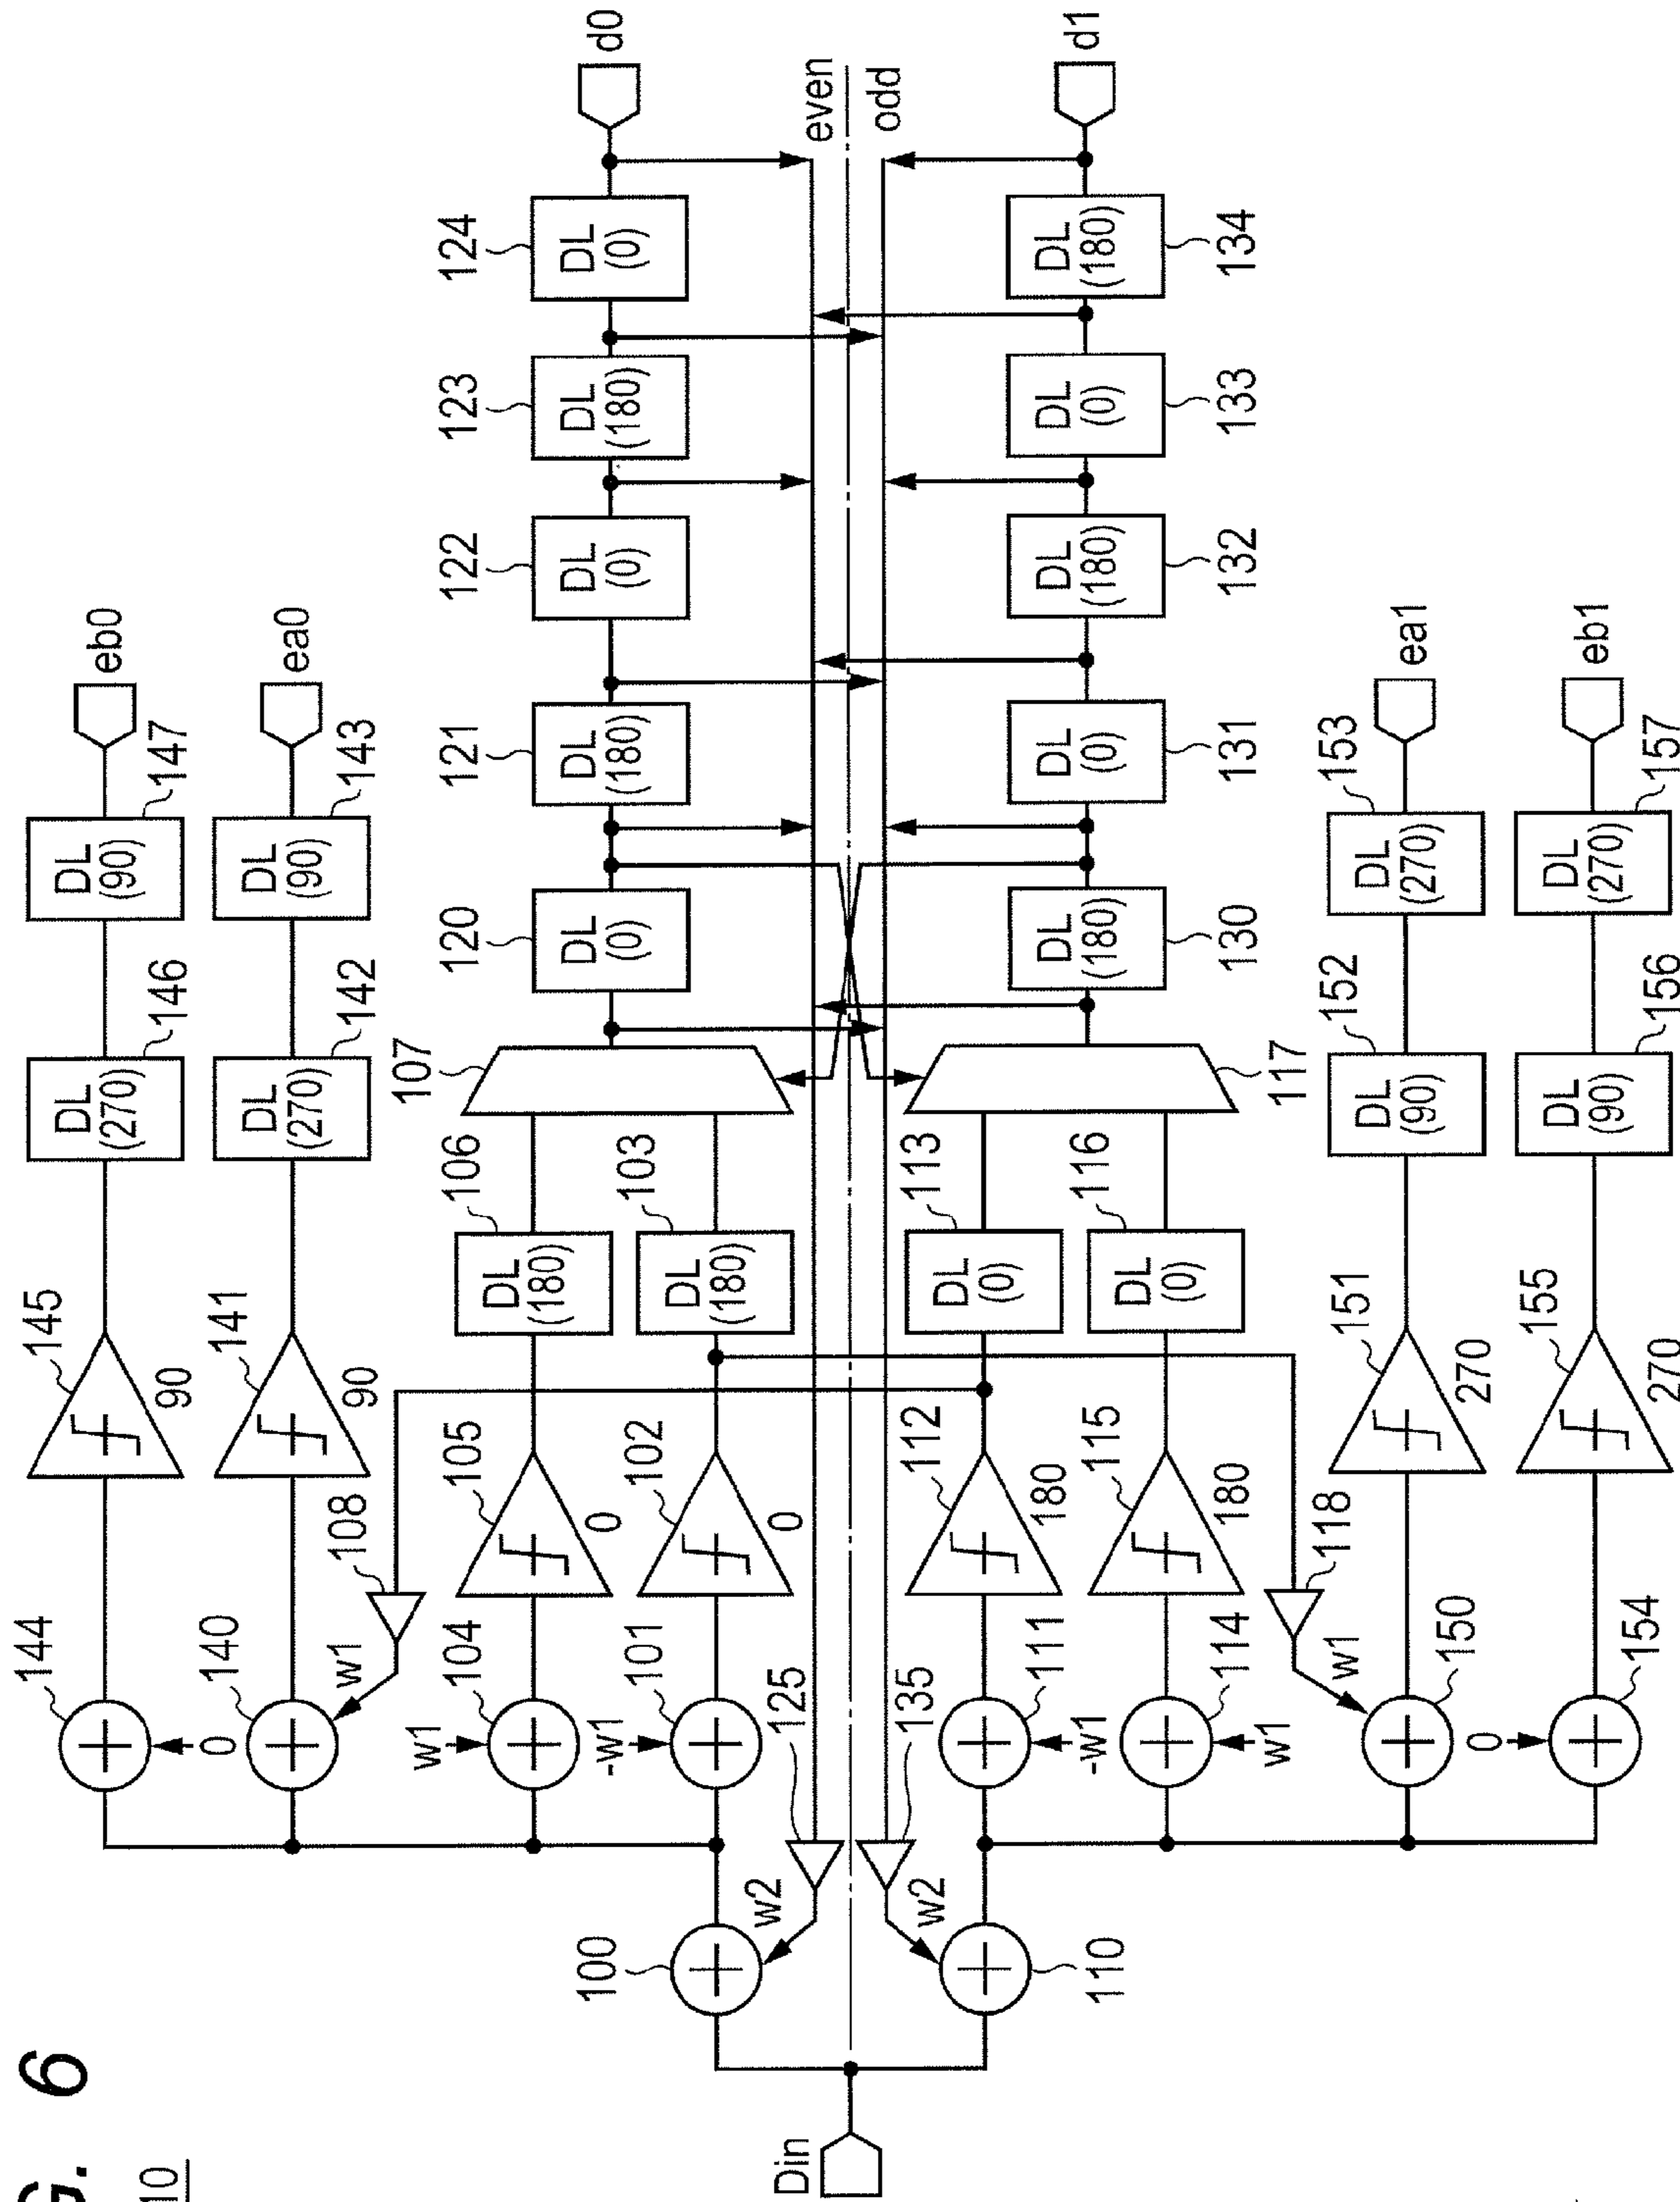 G. 6
10
Din
100
w2
110
w2
125
135
144
0
140
w1
108
w1
104
-w1
101
111
-w1
114
w1
118
w1
150
0
154
145
90
141
90
105
0
102
0
112
180
115
180
151
270
155
270
106
DL
(180)
103
DL
(180)
113
DL
(0)
116
DL
(0)
107
117
146
DL
(270)
147
DL
(90)
eb0
142
DL
(270)
143
DL
(90)
ea0
120
DL
(0)
121
DL
(180)
122
DL
(0)
123
DL
(180)
124
DL
(0)
d0
even
odd
DL
(180)
130
DL
(0)
131
DL
(180)
132
DL
(0)
133
DL
(180)
134
d1
152
DL
(90)
153
DL
(270)
ea1
156
DL
(90)
157
DL
(270)
eb1